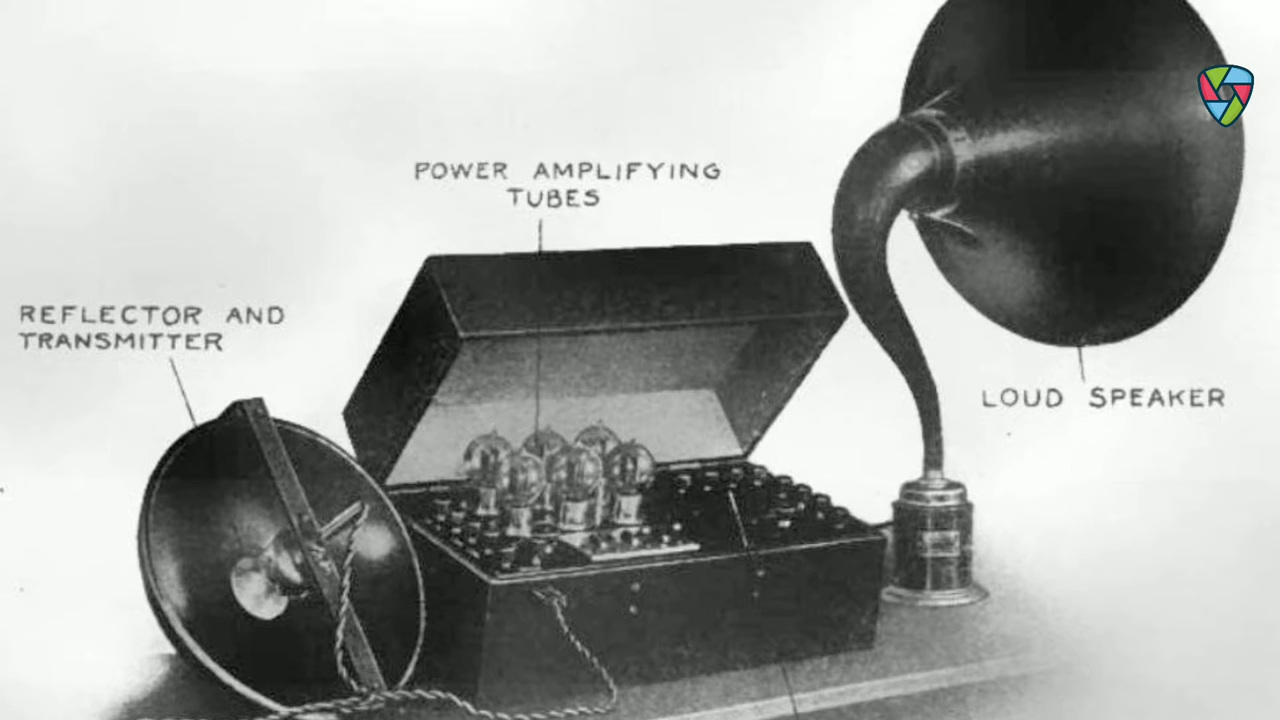 POWER AMPLIFYING
TUBES
REFLECTOR AND
TRANSMITTER
LOUD SPEAKER